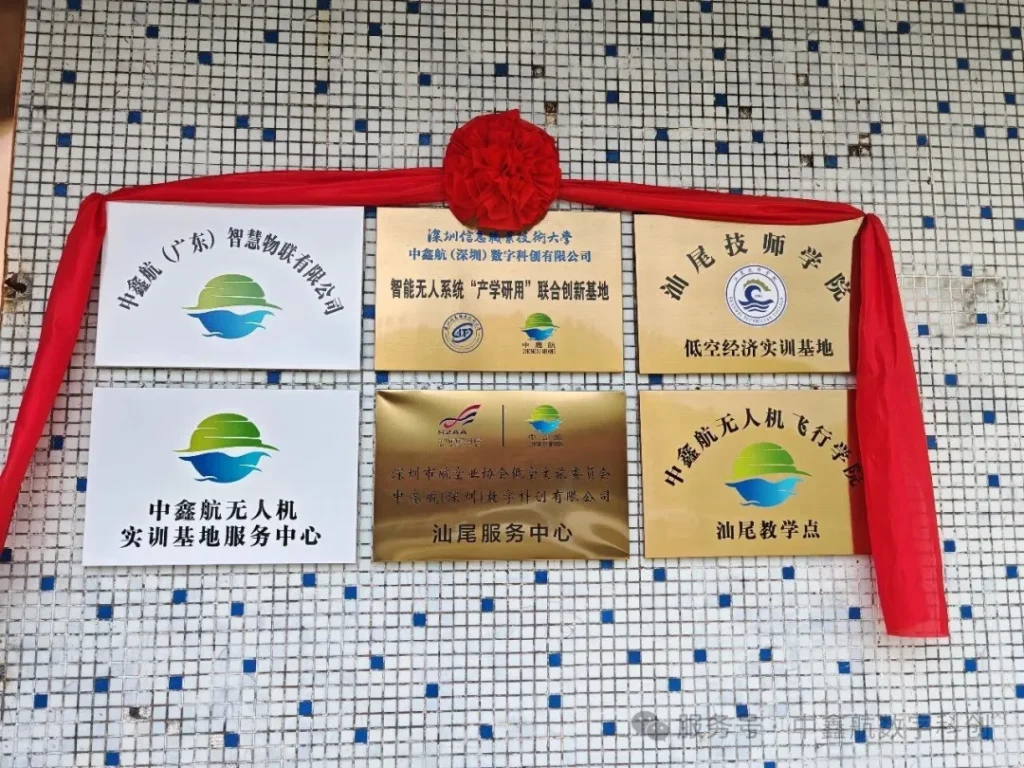 中鑫航（广东）智慧物联有限公司
深圳信息职业技術大學
中鑫航（深圳）数字科创有限公司
智能无人系统“产学研用”联合创新基地
中鑫航
汕尾技师学院
低空经济实训基地
中鑫航无人机
实训基地服务中心
深圳市航空业协会低空文旅委员会
中鑫航（深圳）数字科创有限公司
汕尾服务中心
中鑫航无人机飞行学院
汕尾教学点
服务号·中鑫航数字科创